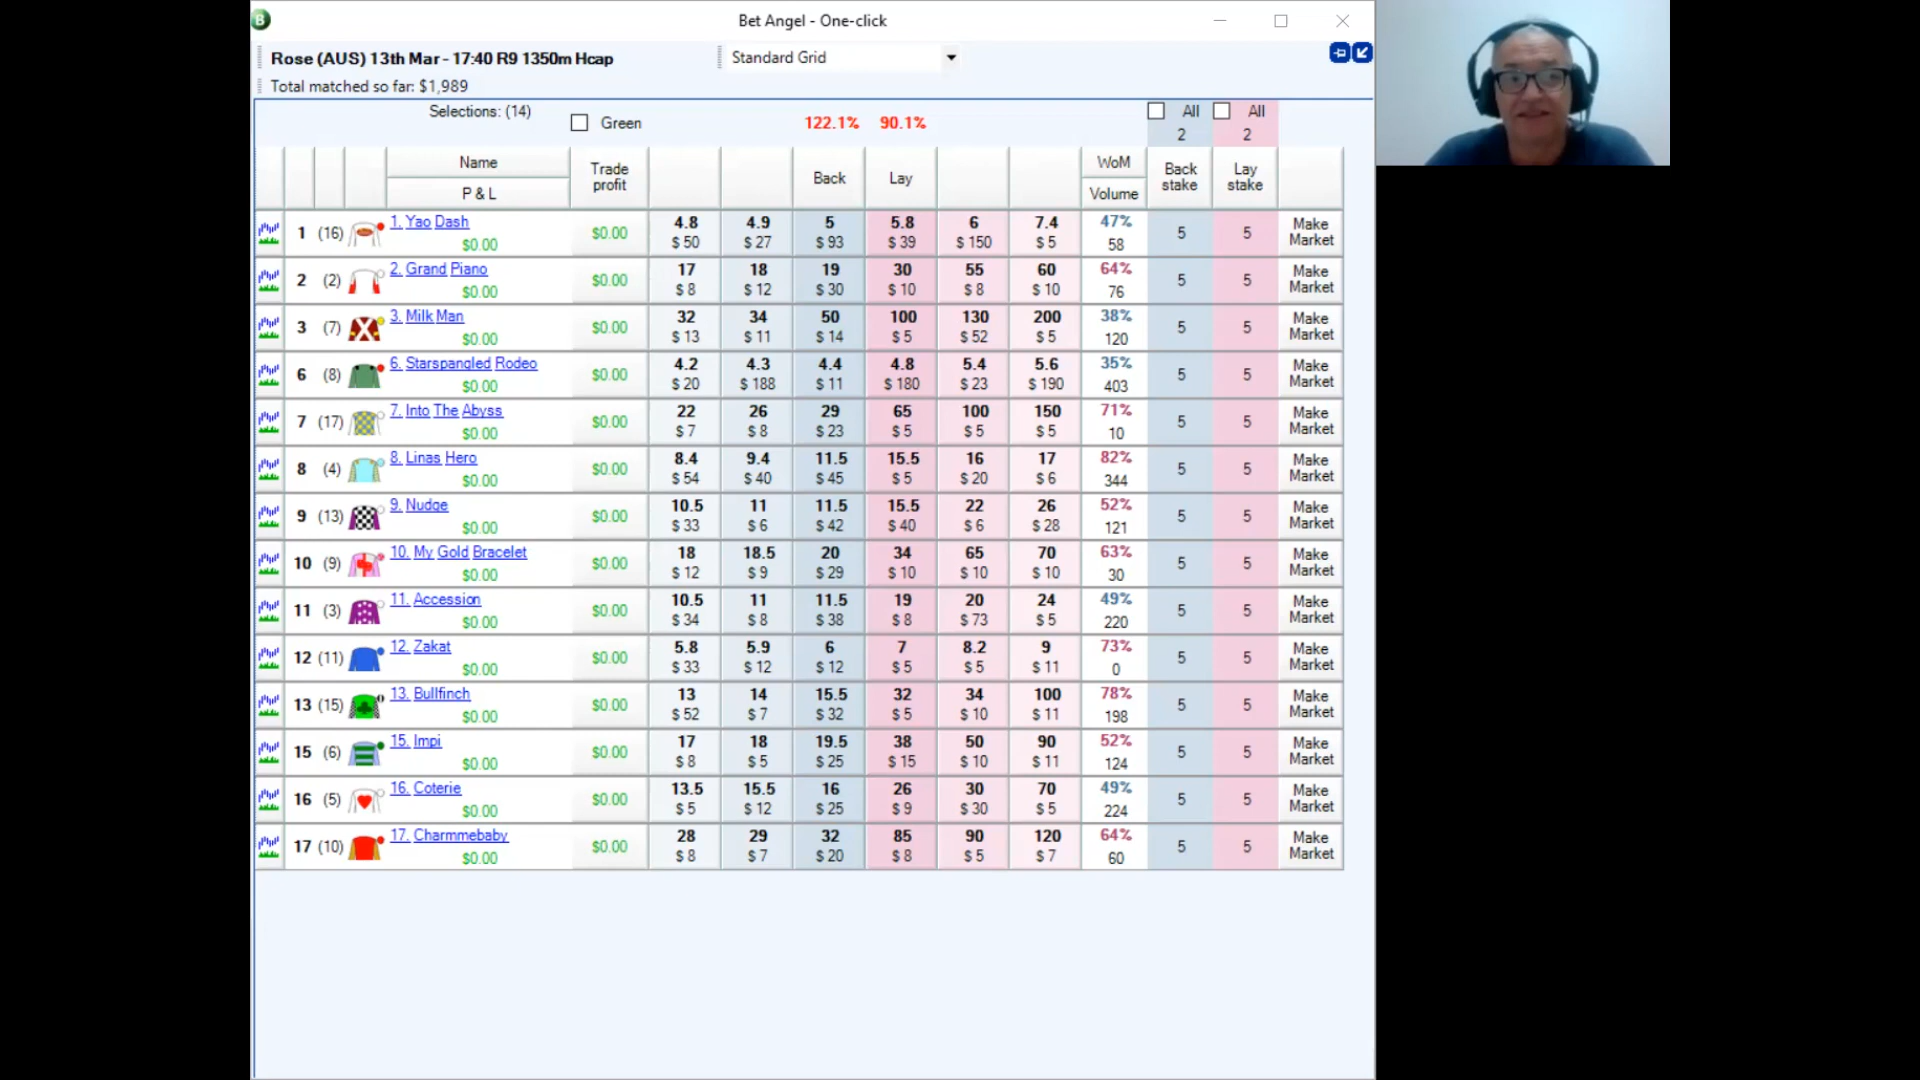 Bet Angel - One-click
Rose (AUS) 13th Mar - 17:40 R9 1350m Hcap
Standard Grid
Total matched so far: $1,989
Selections: (14)
Green
122.1% 90.1%
All 2 All 2
Name P & L Trade profit Back Lay WoM Volume Back stake Lay stake
1 (16) 1. Yao Dash $0.00 $0.00 4.8 4.9 5 5.8 6 7.4 47% 5 5 Make Market
$ 50 $ 27 $ 93 $ 39 $ 150 $ 5 58
2 (2) 2. Grand Piano $0.00 $0.00 17 18 19 30 55 60 64% 5 5 Make Market
$ 8 $ 12 $ 30 $ 10 $ 8 $ 10 76
3 (7) 3. Milk Man $0.00 $0.00 32 34 50 100 130 200 38% 5 5 Make Market
$ 13 $ 11 $ 14 $ 5 $ 52 $ 5 120
6 (8) 6. Starspangled Rodeo $0.00 $0.00 4.2 4.3 4.4 4.8 5.4 5.6 35% 5 5 Make Market
$ 20 $ 188 $ 11 $ 180 $ 23 $ 190 403
7 (17) 7. Into The Abyss $0.00 $0.00 22 26 29 65 100 150 71% 5 5 Make Market
$ 7 $ 8 $ 23 $ 5 $ 5 $ 5 10
8 (4) 8. Linas Hero $0.00 $0.00 8.4 9.4 11.5 15.5 16 17 82% 5 5 Make Market
$ 54 $ 40 $ 45 $ 5 $ 20 $ 6 344
9 (13) 9. Nudge $0.00 $0.00 10.5 11 11.5 15.5 22 26 52% 5 5 Make Market
$ 33 $ 6 $ 42 $ 40 $ 6 $ 28 121
10 (9) 10. My Gold Bracelet $0.00 $0.00 18 18.5 20 34 65 70 63% 5 5 Make Market
$ 12 $ 9 $ 29 $ 10 $ 10 $ 10 30
11 (3) 11. Accession $0.00 $0.00 10.5 11 11.5 19 20 24 49% 5 5 Make Market
$ 34 $ 8 $ 38 $ 8 $ 73 $ 5 220
12 (11) 12. Zakat $0.00 $0.00 5.8 5.9 6 7 8.2 9 73% 5 5 Make Market
$ 33 $ 12 $ 12 $ 5 $ 5 $ 11 0
13 (15) 13. Bullfinch $0.00 $0.00 13 14 15.5 32 34 100 78% 5 5 Make Market
$ 52 $ 7 $ 32 $ 5 $ 10 $ 11 198
15 (6) 15. Impi $0.00 $0.00 17 18 19.5 38 50 90 52% 5 5 Make Market
$ 8 $ 5 $ 25 $ 15 $ 10 $ 11 124
16 (5) 16. Coterie $0.00 $0.00 13.5 15.5 16 26 30 70 49% 5 5 Make Market
$ 5 $ 12 $ 25 $ 9 $ 30 $ 5 224
17 (10) 17. Charmmebaby $0.00 $0.00 28 29 32 85 90 120 64% 5 5 Make Market
$ 8 $ 7 $ 20 $ 8 $ 5 $ 7 60